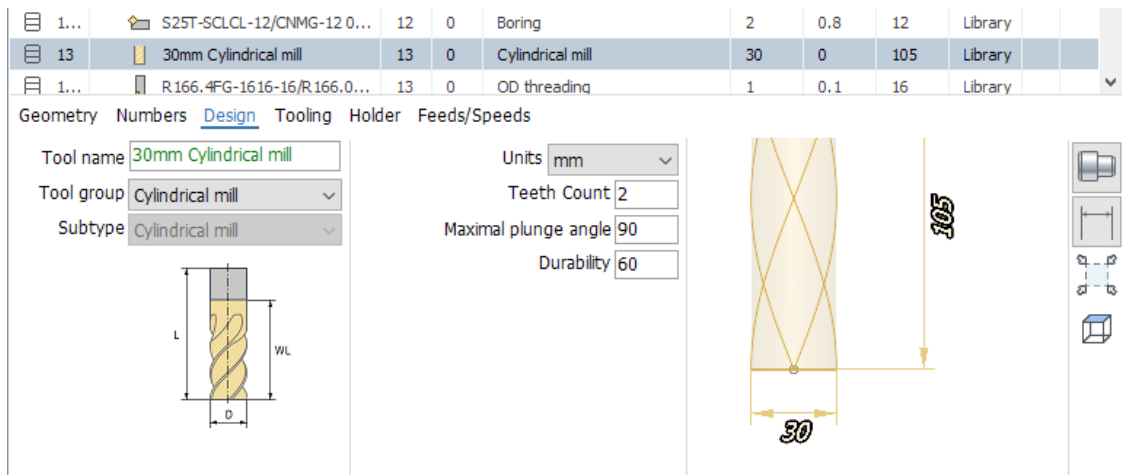 1... S25T-SCLCL-12/CNMG-12 0... 12 0 Boring 2 0.8 12 Library
13 30mm Cylindrical mill 13 0 Cylindrical mill 30 0 105 Library
1... R166.4FG-1616-16/R166.0... 13 0 OD threading 1 0.1 16 Library
Geometry Numbers Design Tooling Holder Feeds/Speeds
Tool name 30mm Cylindrical mill
Tool group Cylindrical mill
Subtype Cylindrical mill
L
WL
D
Units mm
Teeth Count 2
Maximal plunge angle 90
Durability 60
105
30